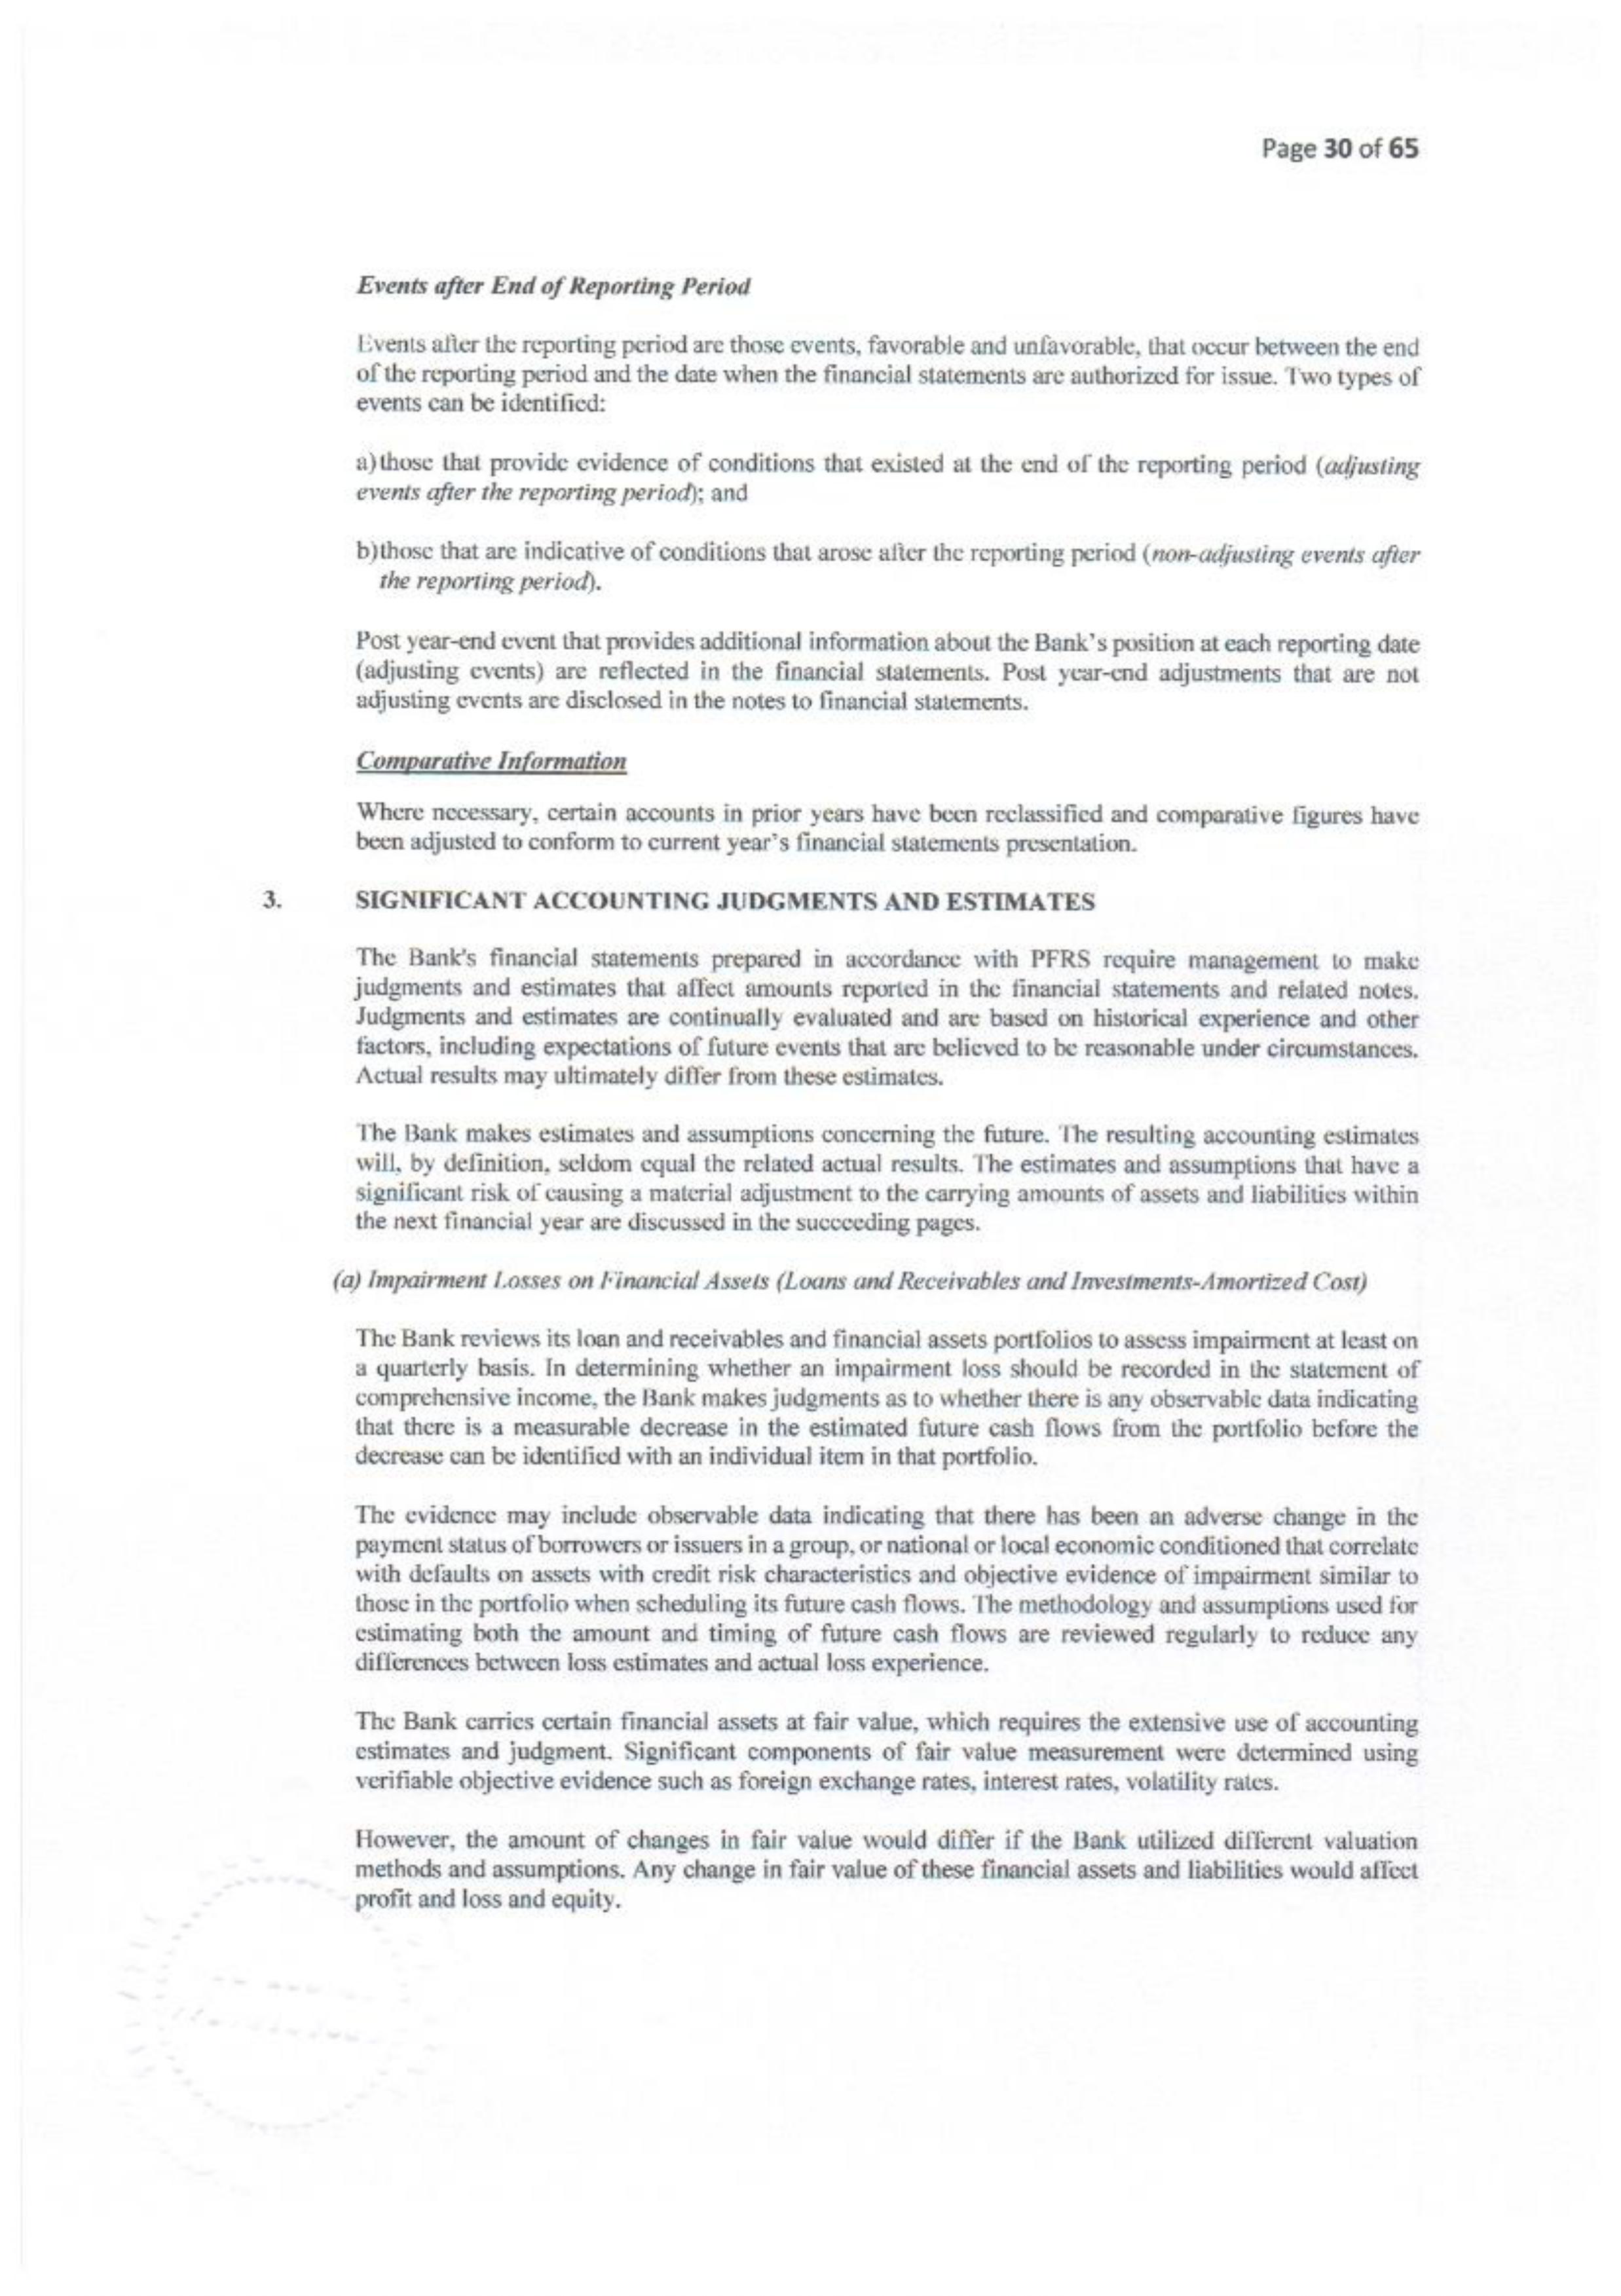 Page 30 of 65
Events after End of Reporting Period
Events after the reporting period are those events, favorable and unfavorable, that occur between the end
of the reporting period and the date when the financial statements are authorized for issue. Two types of
events can be identified:
a)those that provide evidence of conditions that existed at the end of the reporting period (adjusting
events after the reporting period); and
b)those that are indicative of conditions that arose after the reporting period (non-adjusting events after
the reporting period).
Post year-end event that provides additional information about the Bank's position at each reporting date
(adjusting events) are reflected in the financial statements. Post year-end adjustments that are not
adjusting events are disclosed in the notes to financial statements.
Comparative Information
Where necessary, certain accounts in prior years have been reclassified and comparative figures have
been adjusted to conform to current year's financial statements presentation.
3. SIGNIFICANT ACCOUNTING JUDGMENTS AND ESTIMATES
The Bank's financial statements prepared in accordance with PFRS require management to make
judgments and estimates that affect amounts reported in the financial statements and related notes.
Judgments and estimates are continually evaluated and are based on historical experience and other
factors, including expectations of future events that are believed to be reasonable under circumstances.
Actual results may ultimately differ from these estimates.
The Bank makes estimates and assumptions concerning the future. The resulting accounting estimates
will, by definition, seldom equal the related actual results. The estimates and assumptions that have a
significant risk of causing a material adjustment to the carrying amounts of assets and liabilities within
the next financial year are discussed in the succeeding pages.
(a) Impairment Losses on Financial Assets (Loans and Receivables and Investments-Amortized Cost)
The Bank reviews its loan and receivables and financial assets portfolios to assess impairment at least on
a quarterly basis. In determining whether an impairment loss should be recorded in the statement of
comprehensive income, the Bank makes judgments as to whether there is any observable data indicating
that there is a measurable decrease in the estimated future cash flows from the portfolio before the
decrease can be identified with an individual item in that portfolio.
The evidence may include observable data indicating that there has been an adverse change in the
payment status of borrowers or issuers in a group, or national or local economic conditioned that correlate
with defaults on assets with credit risk characteristics and objective evidence of impairment similar to
those in the portfolio when scheduling its future cash flows. The methodology and assumptions used for
estimating both the amount and timing of future cash flows are reviewed regularly to reduce any
differences between loss estimates and actual loss experience.
The Bank carries certain financial assets at fair value, which requires the extensive use of accounting
estimates and judgment. Significant components of fair value measurement were determined using
verifiable objective evidence such as foreign exchange rates, interest rates, volatility rates.
However, the amount of changes in fair value would differ if the Bank utilized different valuation
methods and assumptions. Any change in fair value of these financial assets and liabilities would affect
profit and loss and equity.